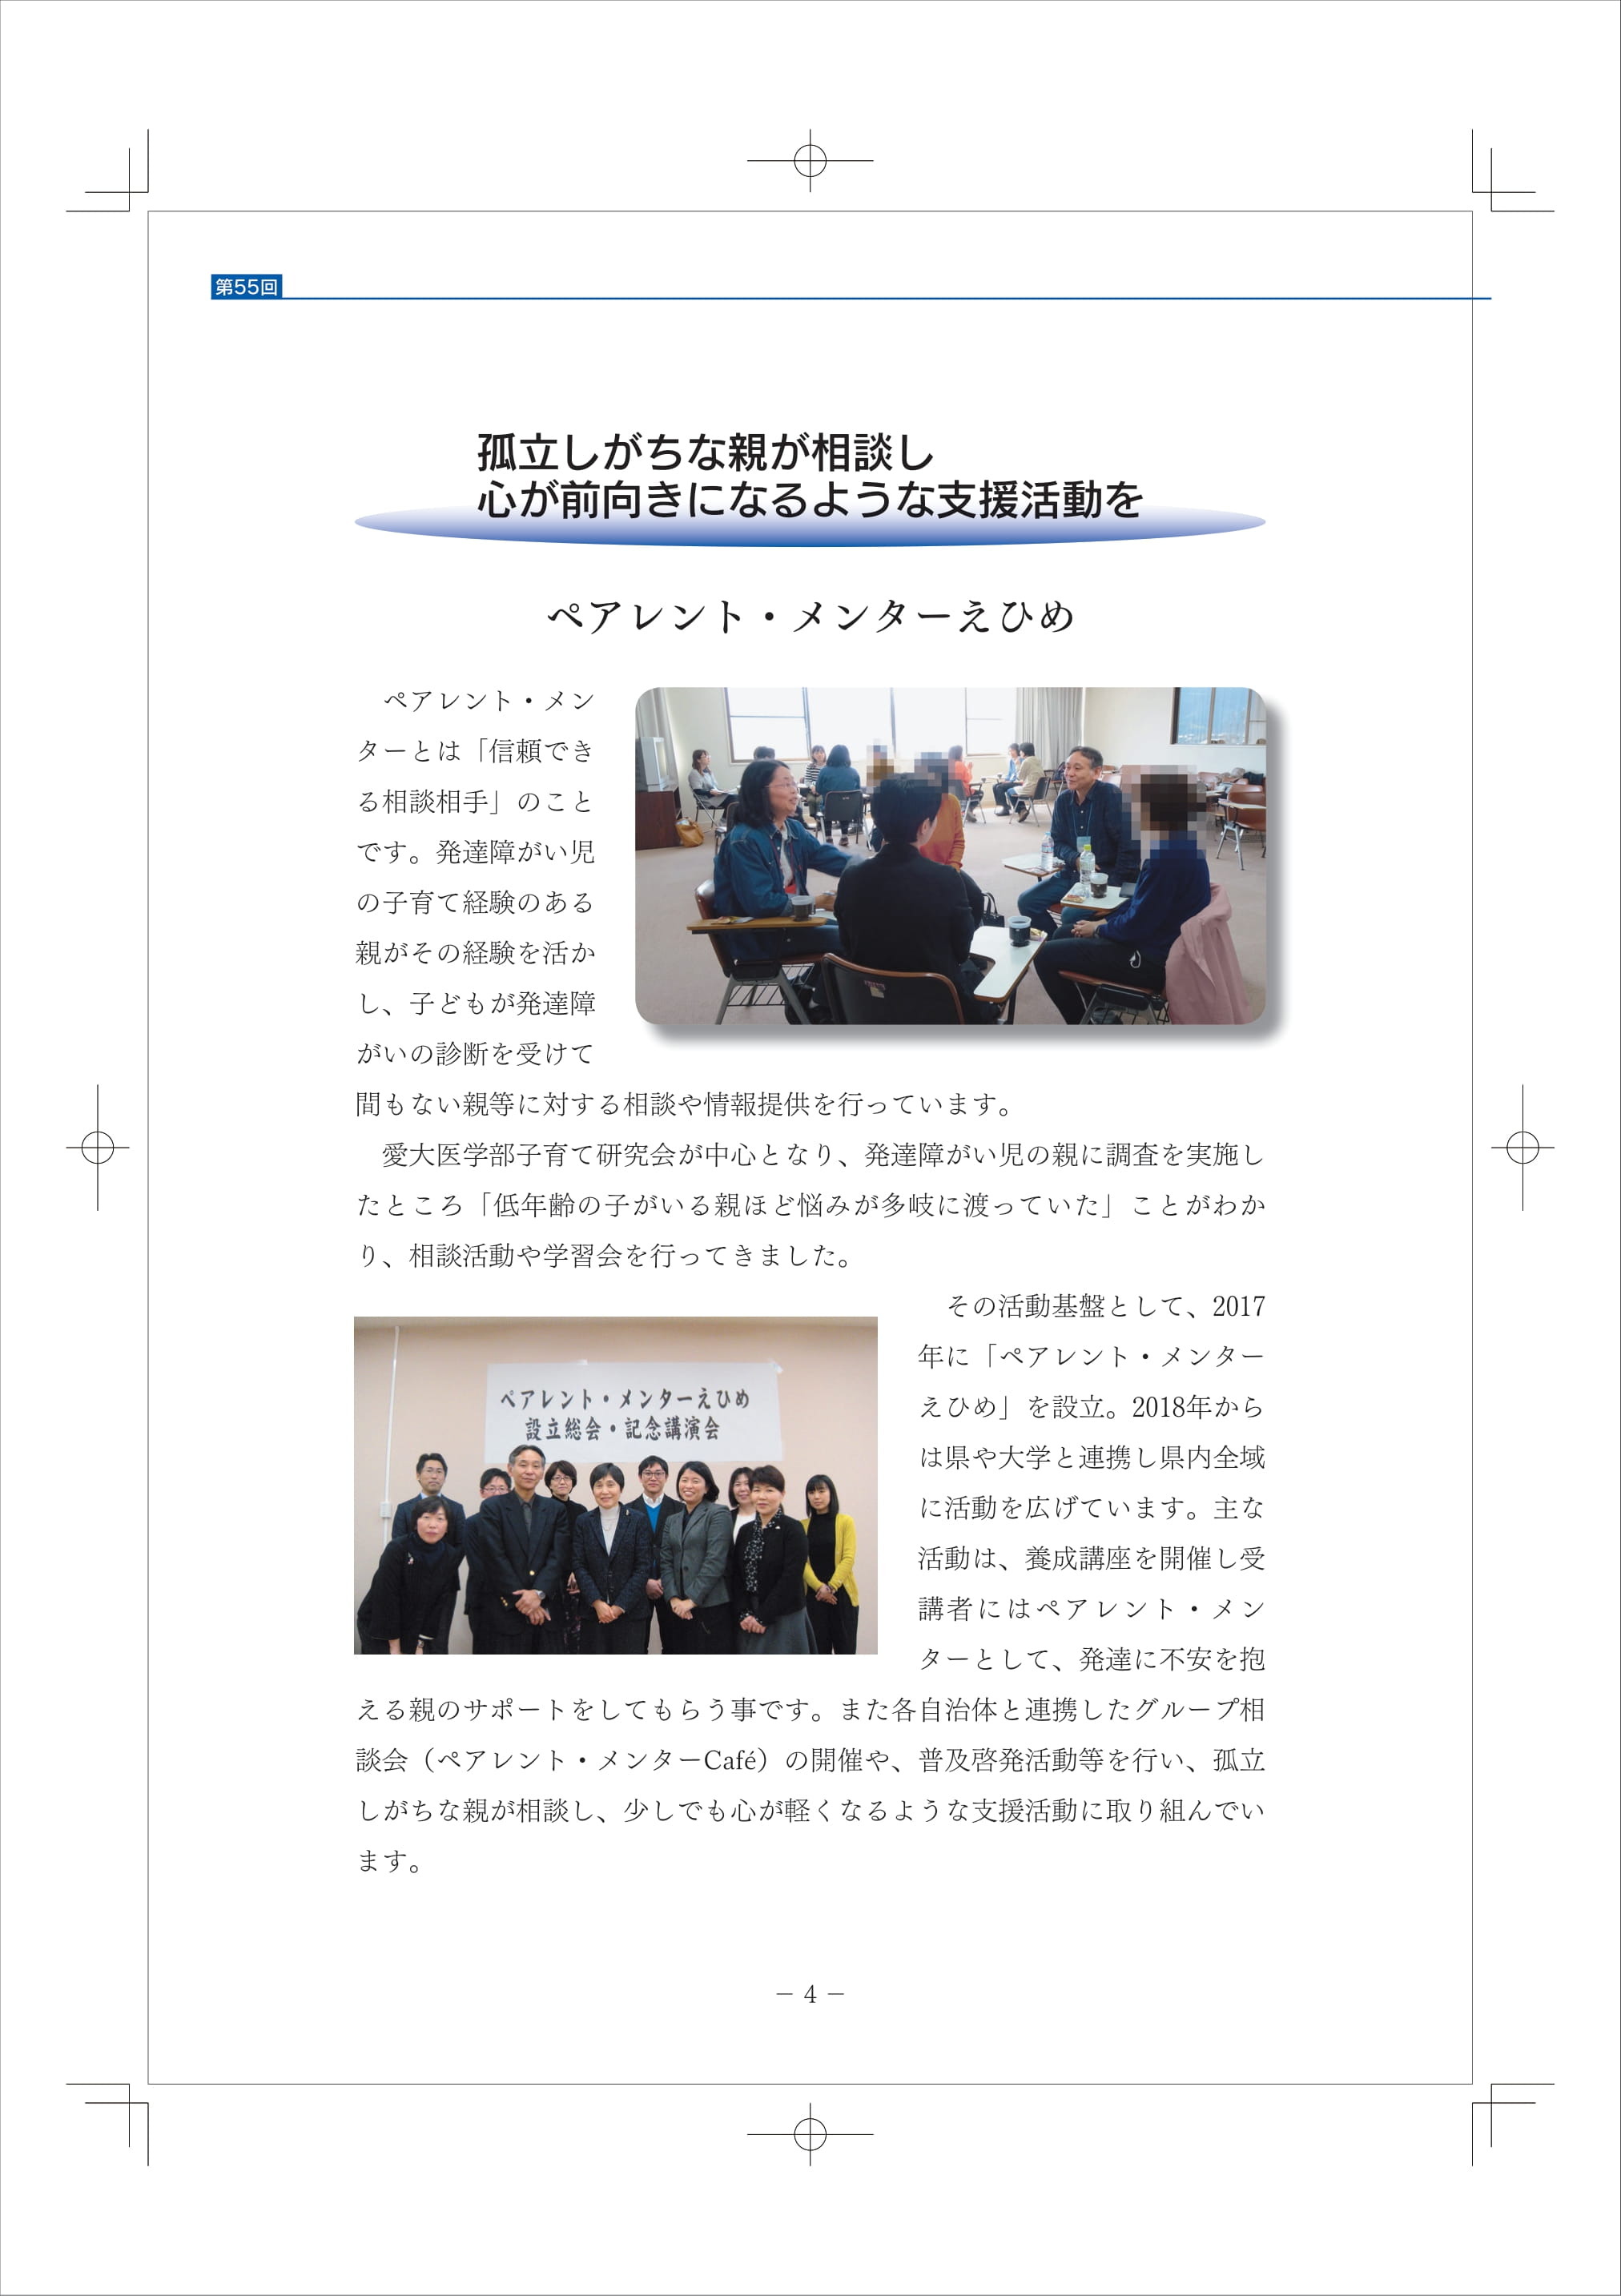 第55回
孤立しがちな親が相談し
心が前向きになるような支援活動を
ペアレント・メンターえひめ
ペアレント・メン
ターとは「信頼でき
る相談相手」のこと
です。発達障がい児
の子育て経験のある
親がその経験を活か
し、子どもが発達障
がいの診断を受けて
間もない親等に対する相談や情報提供を行っています。
愛大医学部子育て研究会が中心となり、発達障がい児の親に調査を実施し
たところ「低年齢の子がいる親ほど悩みが多岐に渡っていた」ことがわか
り、相談活動や学習会を行ってきました。
ペアレント・メンターえひめ
設立総会・記念講演会
その活動基盤として、2017
年に「ペアレント・メンター
えひめ」を設立。2018年から
は県や大学と連携し県内全域
に活動を広げています。主な
活動は、養成講座を開催し受
講者にはペアレント・メン
ターとして、発達に不安を抱
える親のサポートをしてもらう事です。また各自治体と連携したグループ相
談会（ペアレント・メンターCafé）の開催や、普及啓発活動等を行い、孤立
しがちな親が相談し、少しでも心が軽くなるような支援活動に取り組んでい
ます。
― 4 ―